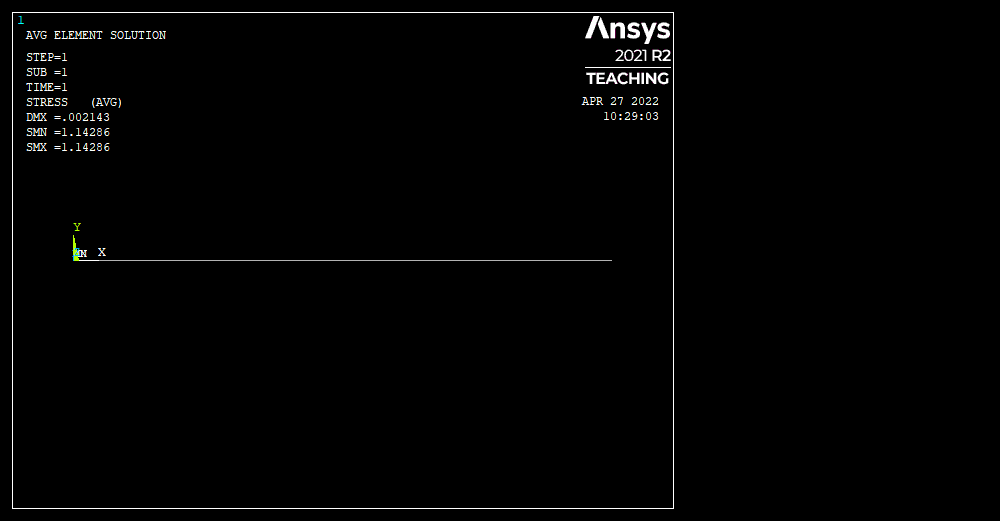 1
AVG ELEMENT SOLUTION
STEP=1
SUB =1
TIME=1
STRESS (AVG)
DMX =.002143
SMN =1.14286
SMX =1.14286
Ansys
2021 R2
TEACHING
APR 27 2022
10:29:03
Y
X